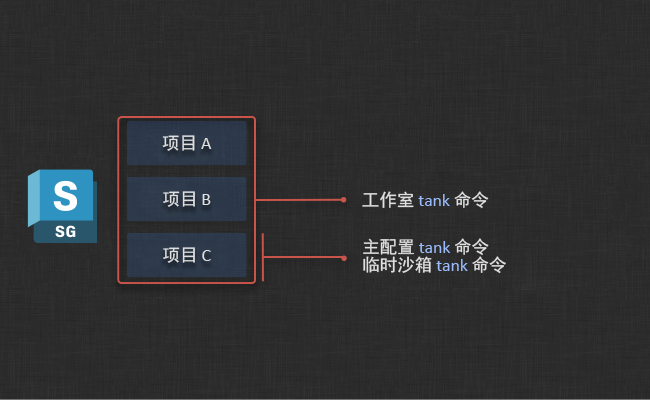 项目 A
项目 B
项目 C
S
SG
工作室 tank 命令
主配置 tank 命令
临时沙箱 tank 命令